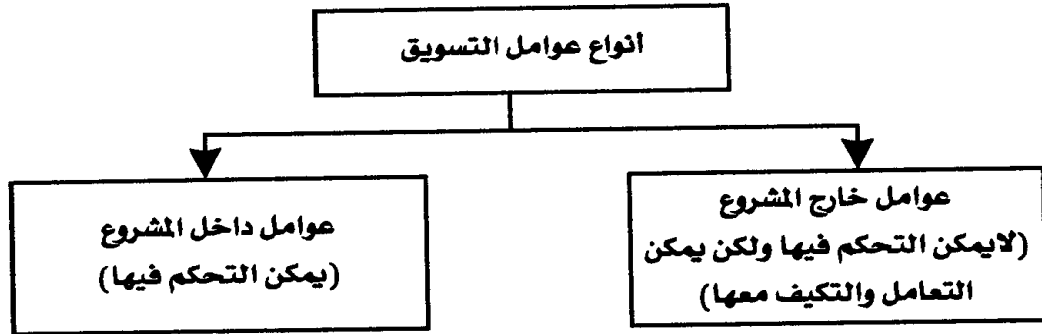 أنواع عوامل التسويق
عوامل خارج المشروع
(لايمكن التحكم فيها ولكن يمكن
التعامل والتكيف معها)
عوامل داخل المشروع
(يمكن التحكم فيها)